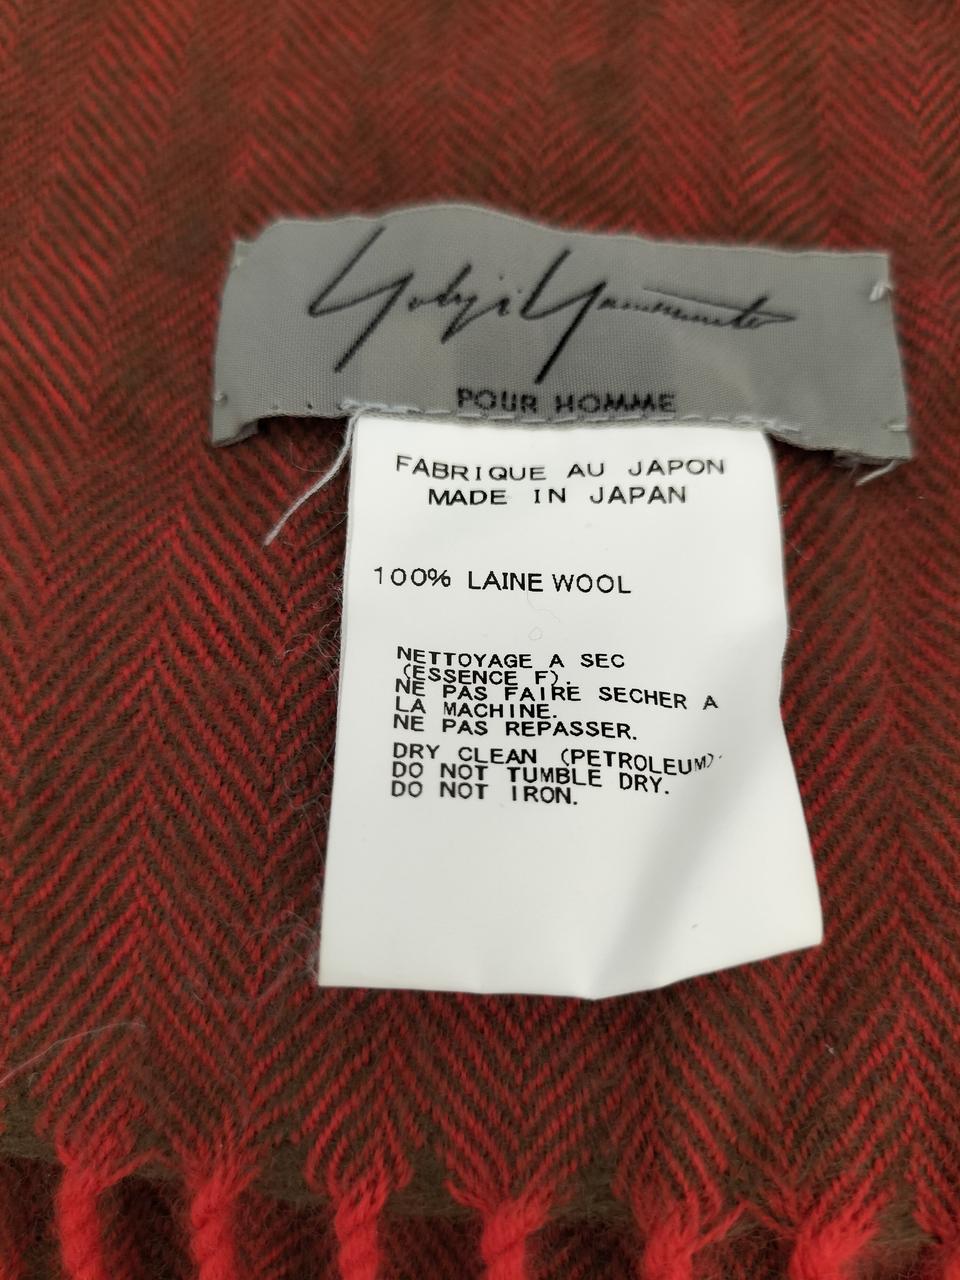 Yohji Yamamoto
POUR HOMME
FABRIQUE AU JAPON
MADE IN JAPAN
100% LAINE WOOL
NETTOYAGE A SEC
(ESSENCE F).
NE PAS FAIRE SECHER A
LA MACHINE.
NE PAS REPASSER.
DRY CLEAN (PETROLEUM)
DO NOT TUMBLE DRY.
DO NOT IRON.